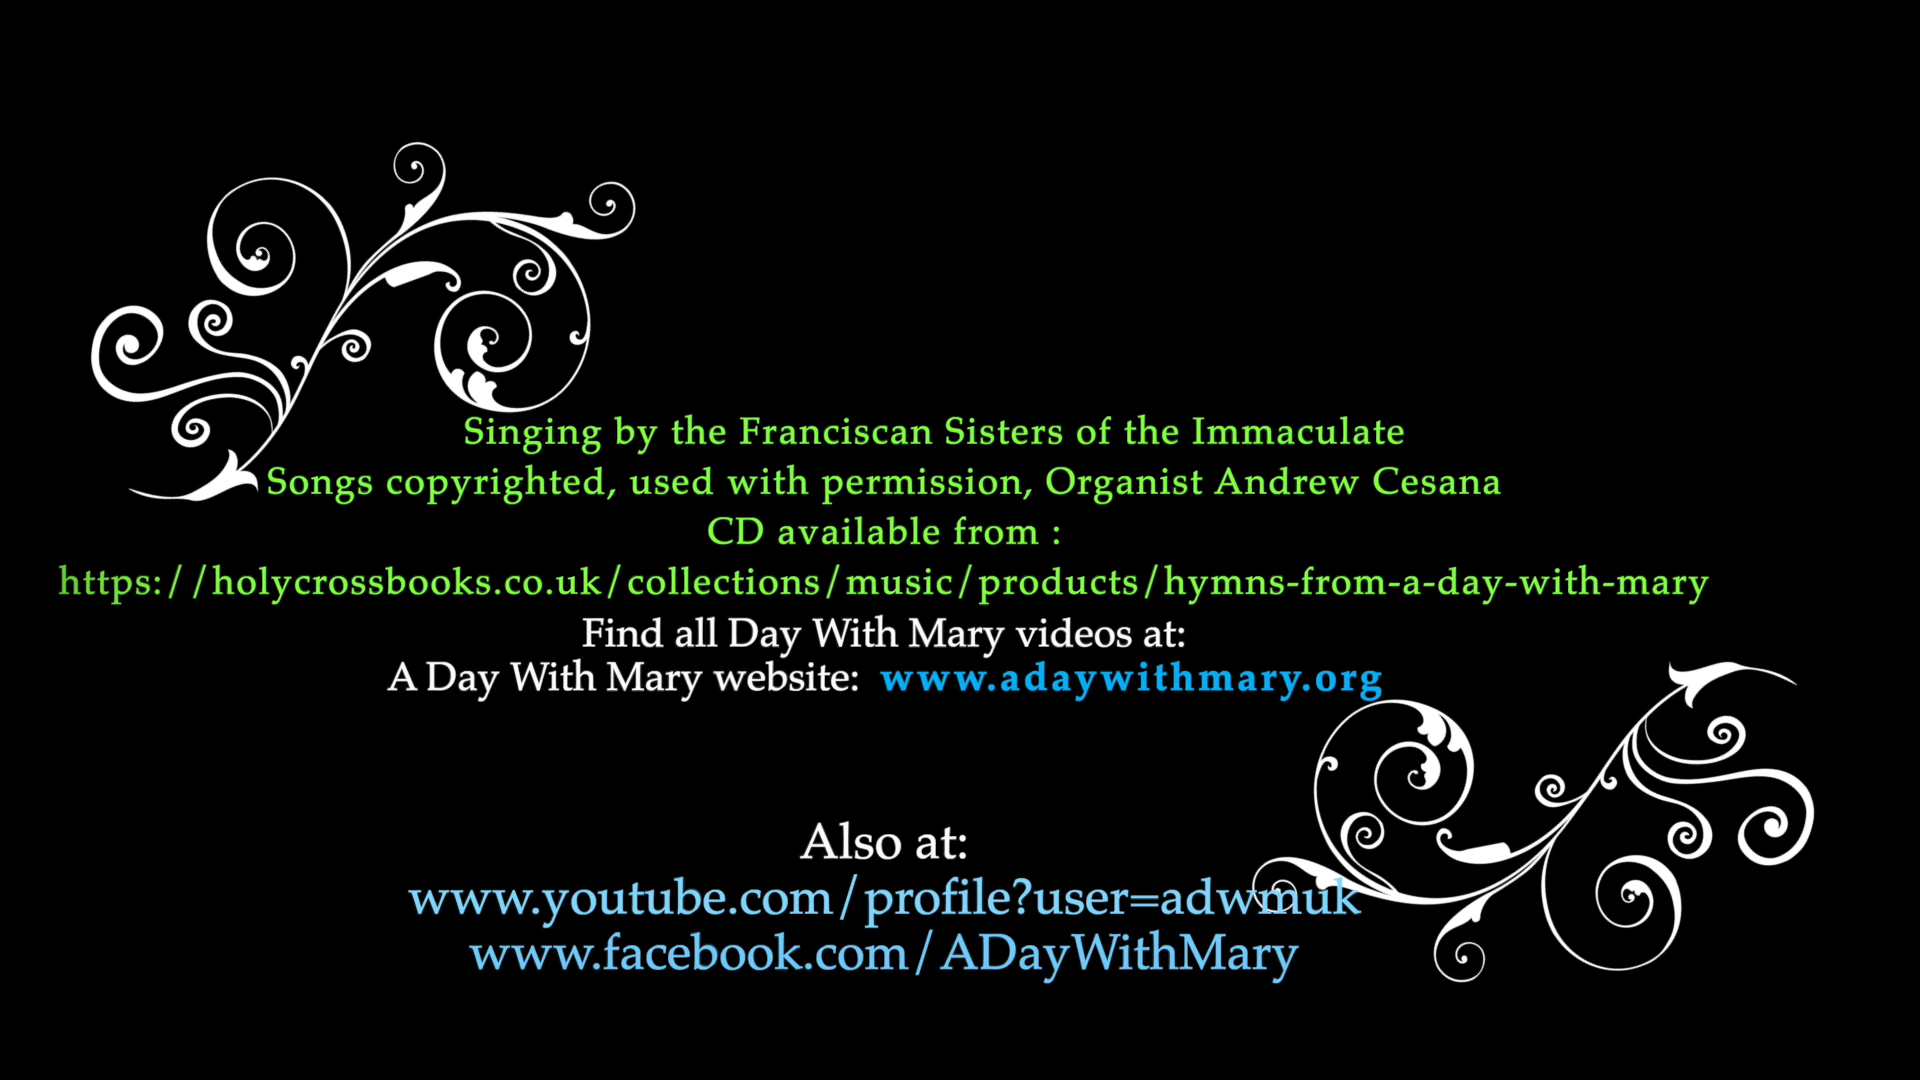 Singing by the Franciscan Sisters of the Immaculate
Songs copyrighted, used with permission, Organist Andrew Cesana
CD available from :
https://holycrossbooks.co.uk/collections/music/products/hymns-from-a-day-with-mary
Find all Day With Mary videos at:
A Day With Mary website: www.adaywithmary.org
Also at:
www.youtube.com/profile?user=adwmuk
www.facebook.com/ADayWithMary